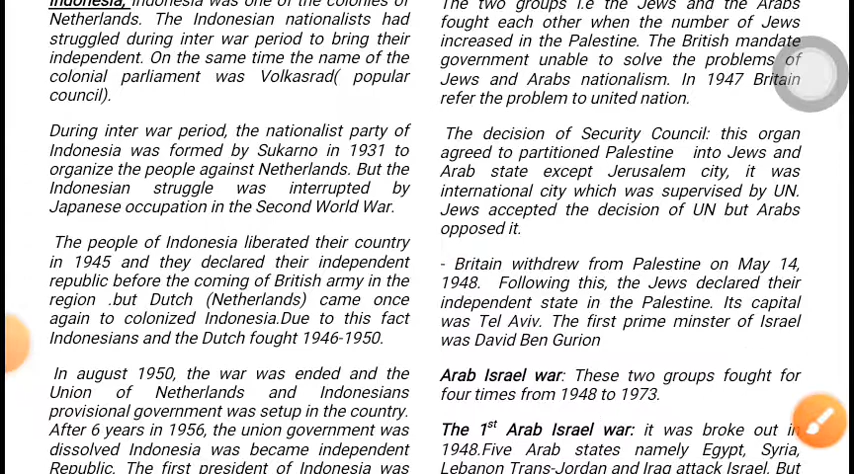 Indonesia, Indonesia was one of the colonies of
Netherlands. The Indonesian nationalists had
struggled during inter war period to bring their
independent. On the same time the name of the
colonial parliament was Volkasrad( popular
council).
During inter war period, the nationalist party of
Indonesia was formed by Sukarno in 1931 to
organize the people against Netherlands. But the
Indonesian struggle was interrupted by
Japanese occupation in the Second World War.
The people of Indonesia liberated their country
in 1945 and they declared their independent
republic before the coming of British army in the
region .but Dutch (Netherlands) came once
again to colonized Indonesia.Due to this fact
Indonesians and the Dutch fought 1946-1950.
In august 1950, the war was ended and the
Union of Netherlands and Indonesians
provisional government was setup in the country.
After 6 years in 1956, the union government was
dissolved Indonesia was became independent
Republic. The first president of Indonesia was
The two groups i.e the Jews and the Arabs
fought each other when the number of Jews
increased in the Palestine. The British mandate
government unable to solve the problems of
Jews and Arabs nationalism. In 1947 Britain
refer the problem to united nation.
The decision of Security Council: this organ
agreed to partitioned Palestine into Jews and
Arab state except Jerusalem city, it was
international city which was supervised by UN.
Jews accepted the decision of UN but Arabs
opposed it.
- Britain withdrew from Palestine on May 14,
1948. Following this, the Jews declared their
independent state in the Palestine. Its capital
was Tel Aviv. The first prime minster of Israel
was David Ben Gurion
Arab Israel war: These two groups fought for
four times from 1948 to 1973.
The 1st Arab Israel war: it was broke out in
1948.Five Arab states namely Egypt, Syria,
Lebanon Trans-Jordan and Iraq attack Israel. But